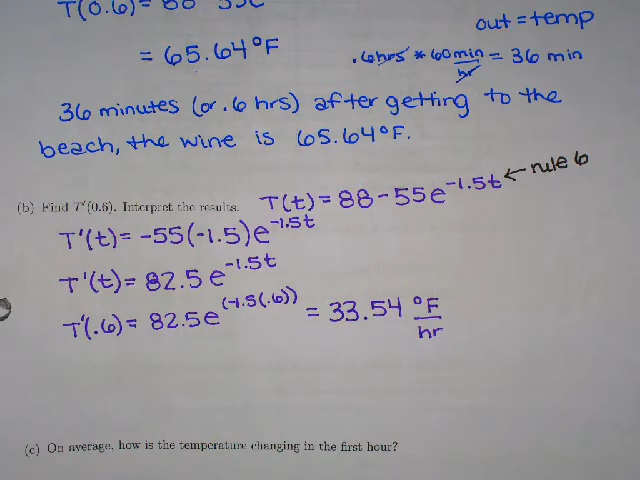 T(0.6) = 88
out = temp
= 65.64°F
.6hrs * 60 min/hr = 36 min
36 minutes (or .6 hrs) after getting to the
beach, the wine is 65.64°F.
(b) Find T'(0.6). Interpret the results.
T(t) = 88 - 55e^-1.5t ← rule 6
T'(t) = -55(-1.5)e^-1.5t
T'(t) = 82.5e^-1.5t
T'(.6) = 82.5e^(-1.5(.6)) = 33.54 °F/hr
(c) On average, how is the temperature changing in the first hour?